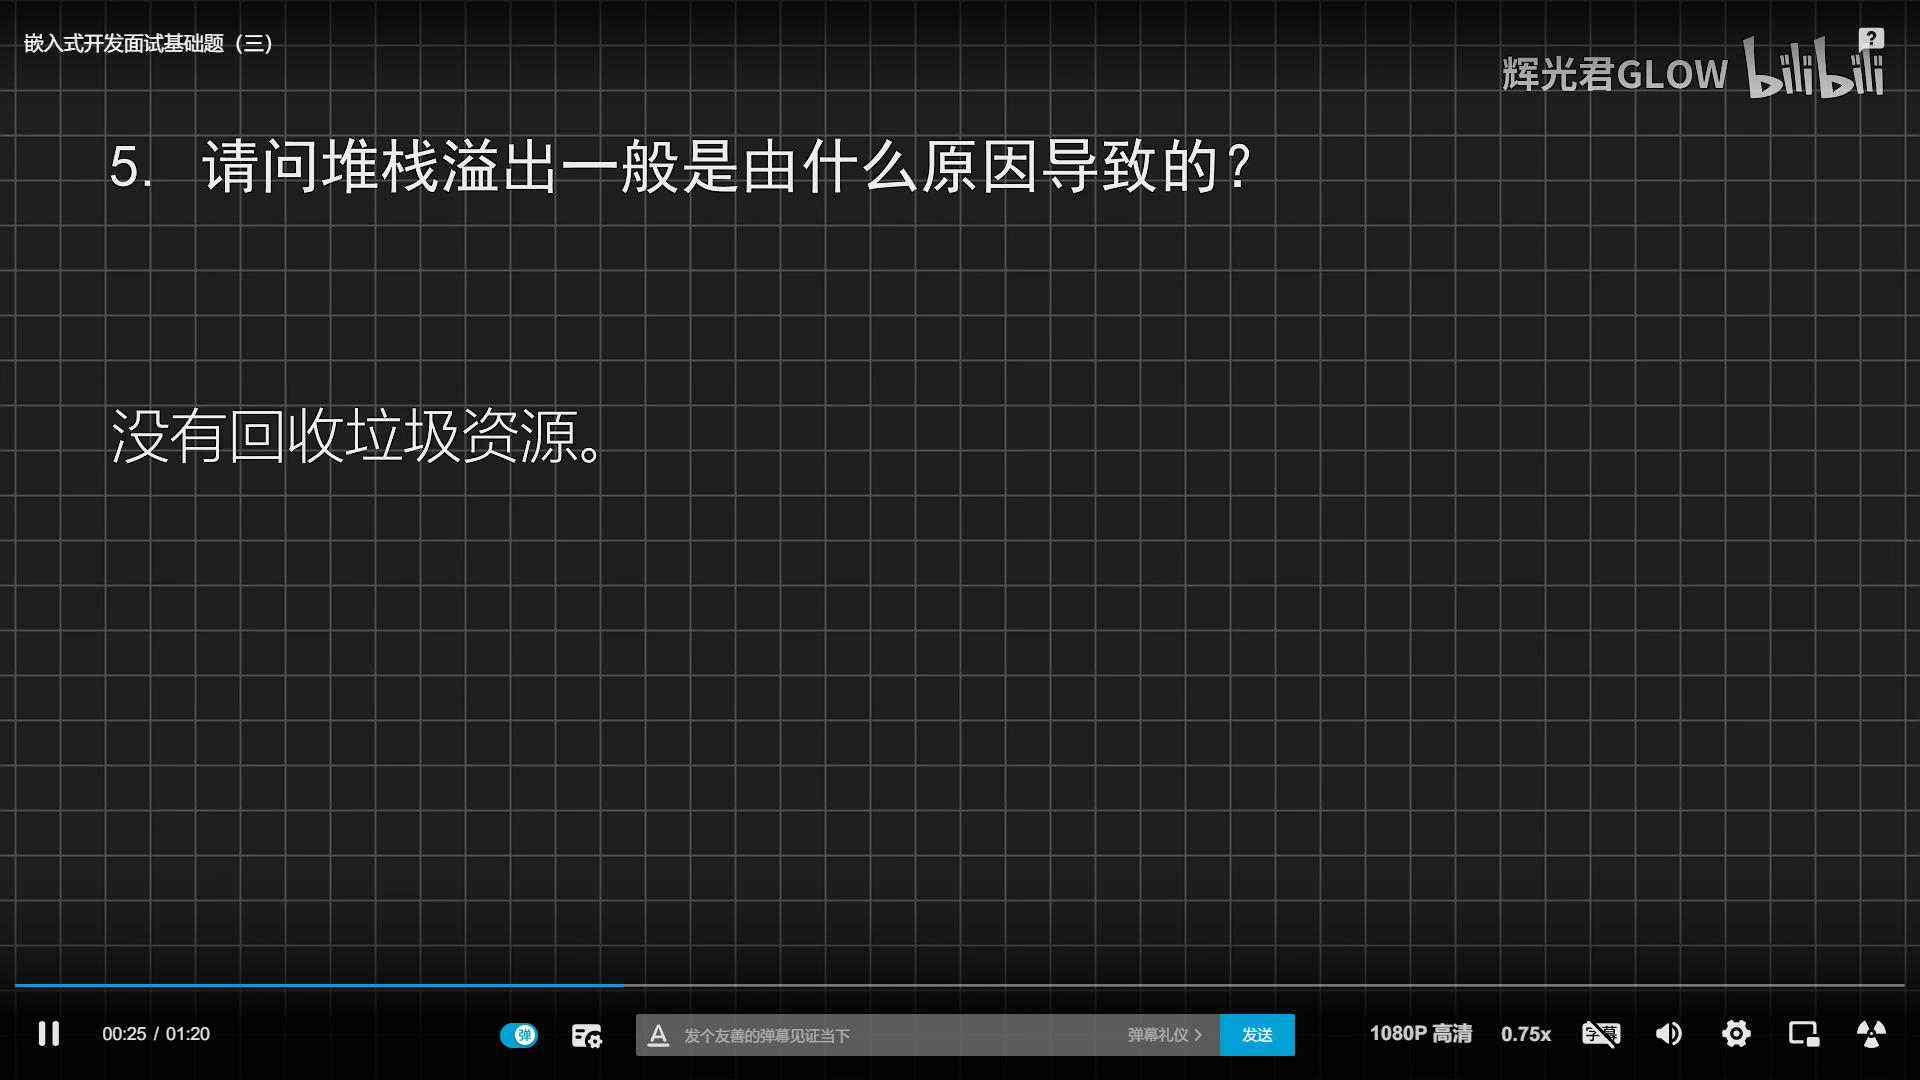 嵌入式开发面试基础题（三）
辉光君GLOW bilibili
5. 请问堆栈溢出一般是由什么原因导致的?
没有回收垃圾资源。
00:25 / 01:20
弹
A 发个友善的弹幕见证当下 弹幕礼仪 > 发送
1080P 高清 0.75x 字幕